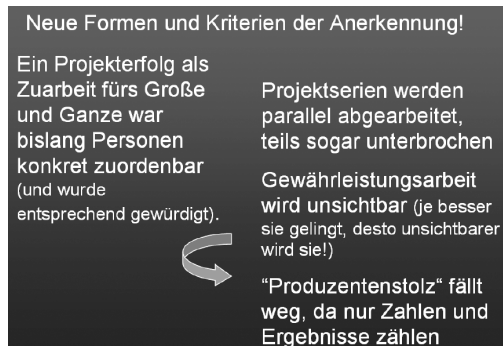 Neue Formen und Kriterien der Anerkennung!
Ein Projekterfolg als
Zuarbeit fürs Große
und Ganze war
bislang Personen
konkret zuordenbar
(und wurde
entsprechend gewürdigt).
Projektserien werden
parallel abgearbeitet,
teils sogar unterbrochen
Gewährleistungsarbeit
wird unsichtbar (je besser
sie gelingt, desto unsichtbarer
wird sie!)
“Produzentenstolz“ fällt
weg, da nur Zahlen und
Ergebnisse zählen